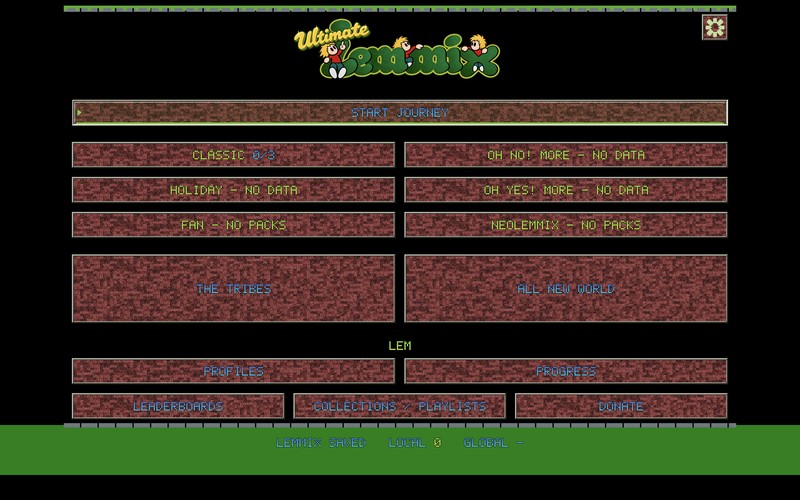 Ultimate
Lemmix
START JOURNEY
CLASSIC 0/3
OH NO! MORE - NO DATA
HOLIDAY - NO DATA
OH YES! MORE - NO DATA
FAN - NO PACKS
NEOLEMMIX - NO PACKS
THE TRIBES
ALL NEW WORLD
LEM
PROFILES
PROGRESS
LEADERBOARDS
COLLECTIONS / PLAYLISTS
DONATE
LEMMIX SAVED LOCAL 0 GLOBAL -